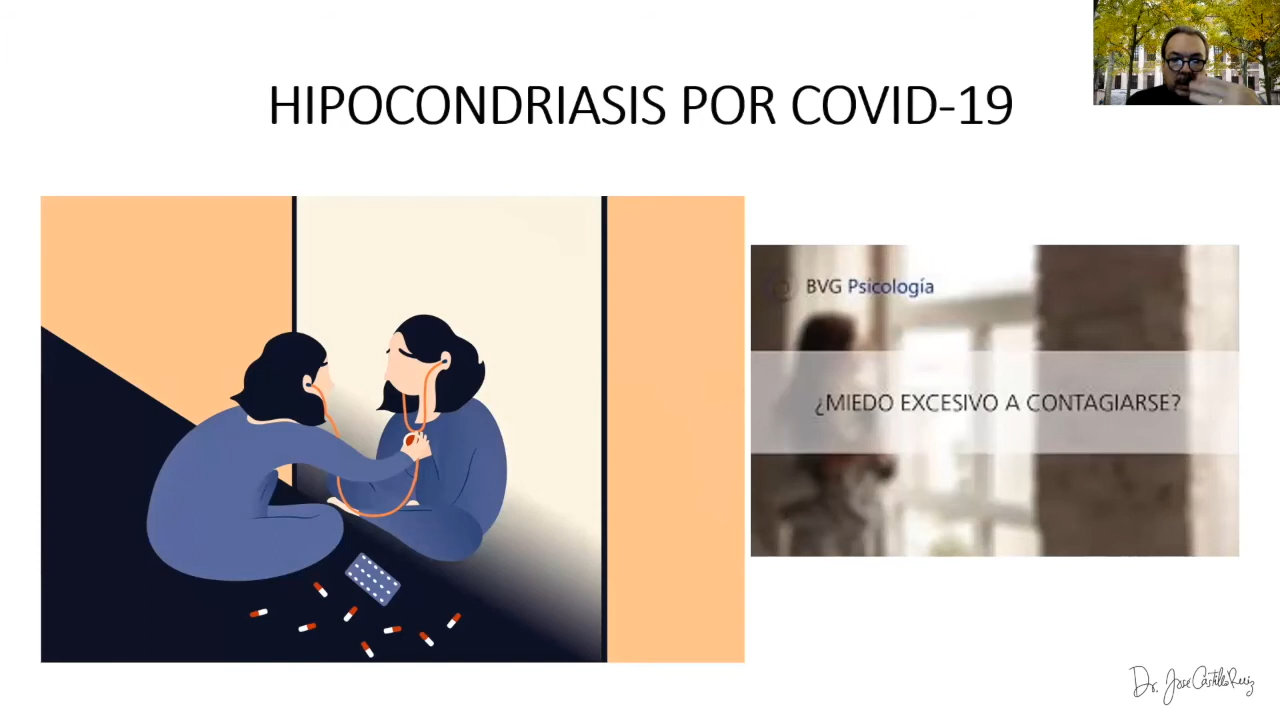 HIPOCONDRIASIS POR COVID-19
BVG Psicología
¿MIEDO EXCESIVO A CONTAGIARSE?
Dr. Jose Castillo Ruiz